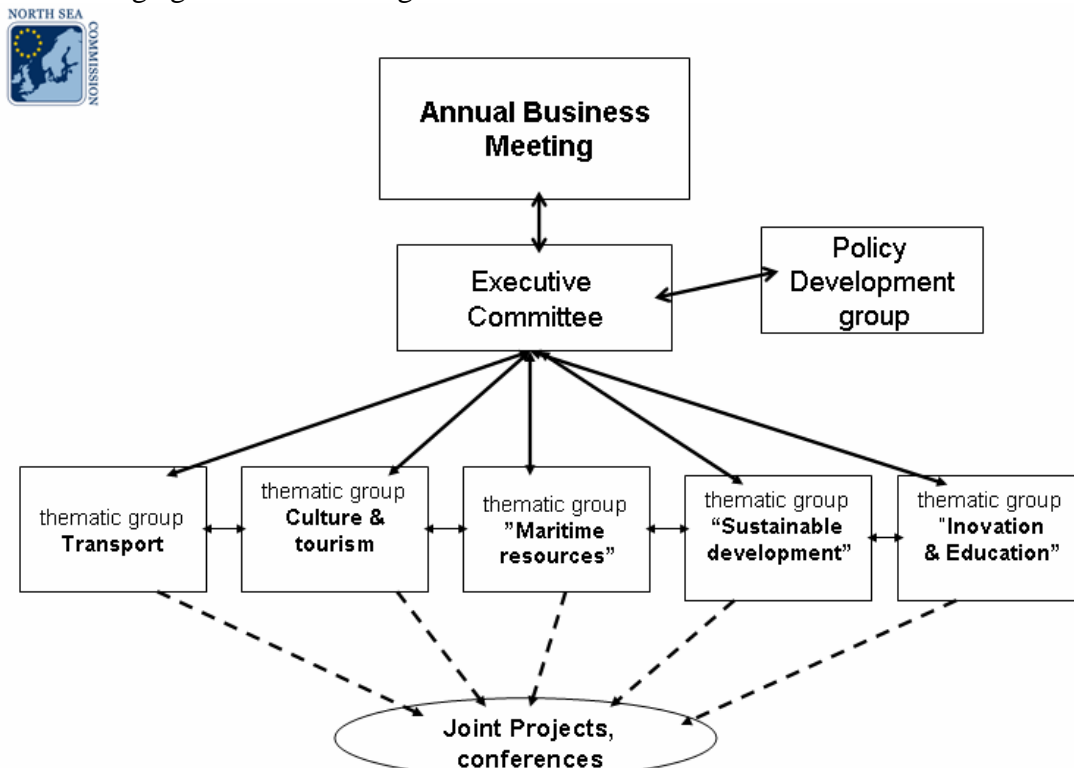 NORTH SEA
COMMISSION
Annual Business
Meeting
Executive
Committee
Policy
Development
group
thematic group
Transport
thematic group
Culture &
tourism
thematic group
”Maritime
resources”
thematic group
“Sustainable
development”
thematic group
"Inovation
& Education”
Joint Projects,
conferences